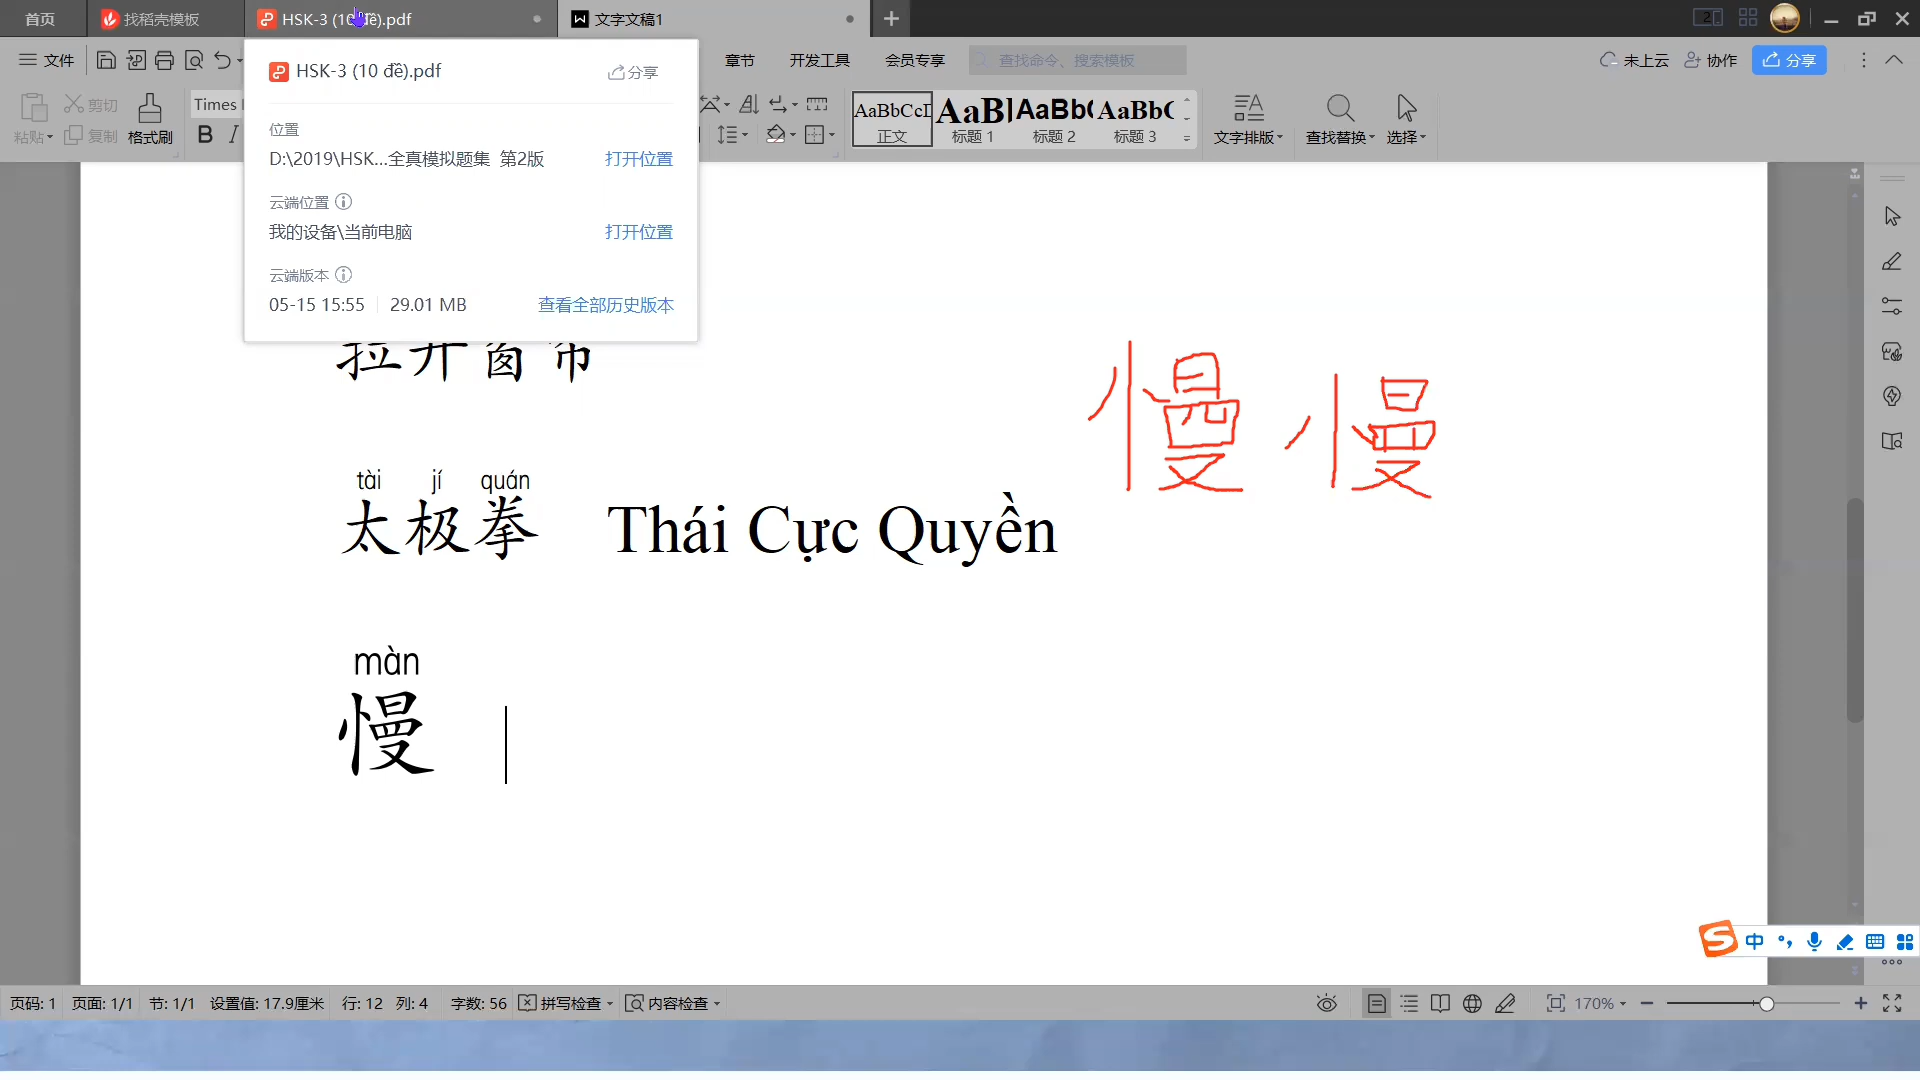 首页 找稻壳模板 HSK-3 (10 đề).pdf 文字文稿1
文件 章节 开发工具 会员专享 查找命令、搜索模板 未上云 协作 分享
粘贴 剪切 复制 格式刷 Times B I
AaBbCcD AaBl AaBb( AaBbC
正文 标题 1 标题 2 标题 3 文字排版 查找替换 选择
HSK-3 (10 đề).pdf 分享
位置
D:\2019\HSK...全真模拟题集 第2版 打开位置
云端位置
我的设备\当前电脑 打开位置
云端版本
05-15 15:55 29.01 MB 查看全部历史版本
拉开窗帘
慢 慢
tài jí quán
太极拳 Thái Cực Quyền
màn
慢
中
页码: 1 页面: 1/1 节: 1/1 设置值: 17.9厘米 行: 12 列: 4 字数: 56 拼写检查 内容检查 170%